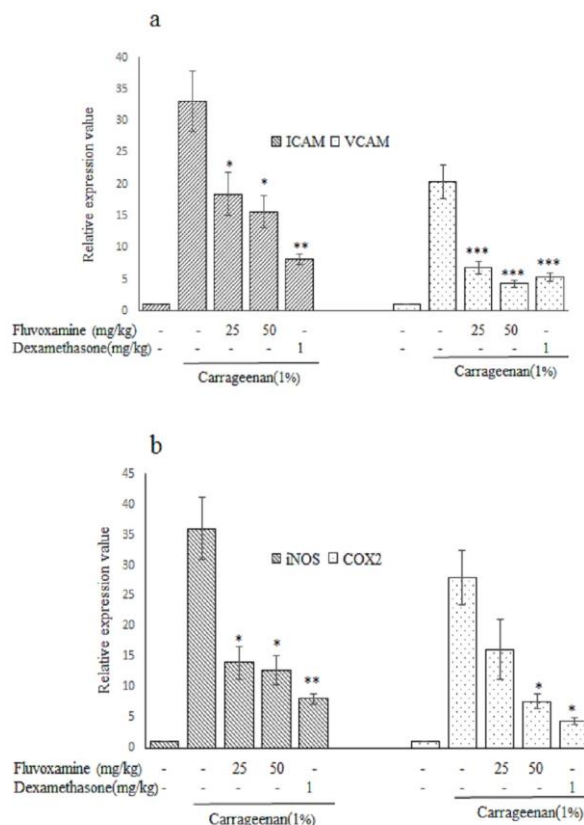 a
40
35
30
25
20
15
10
5
0
Relative expression value
ICAM VCAM
* * ** *** *** ***
Fluvoxamine (mg/kg) - - 25 50 - - - 25 50 -
Dexamethasone(mg/kg) - - - - 1 - - - - 1
Carrageenan(1%) Carrageenan(1%)
b
45
40
35
30
25
20
15
10
5
0
Relative expression value
iNOS COX2
* * ** * *
Fluvoxamine (mg/kg) - - 25 50 - - - 25 50 -
Dexamethasone(mg/kg) - - - - 1 - - - - 1
Carrageenan(1%) Carrageenan(1%)